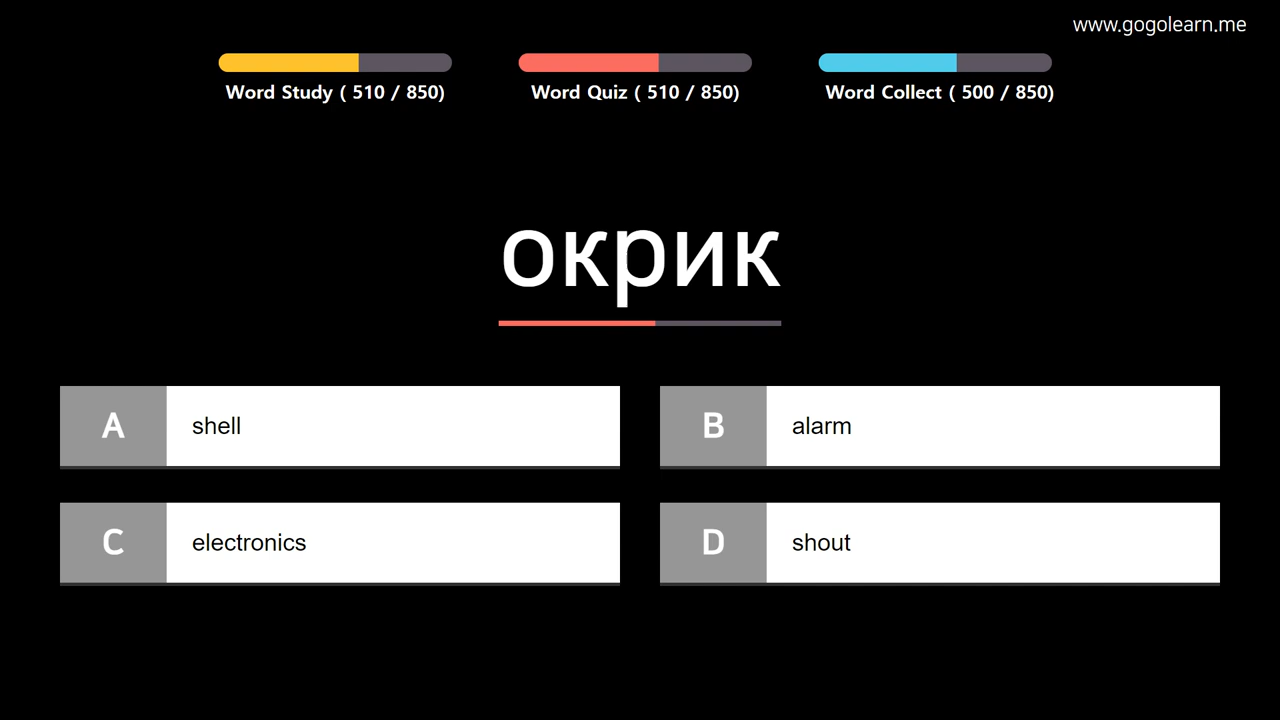 www.gogolearn.me
Word Study ( 510 / 850)
Word Quiz ( 510 / 850)
Word Collect ( 500 / 850)
окрик
A shell
B alarm
C electronics
D shout